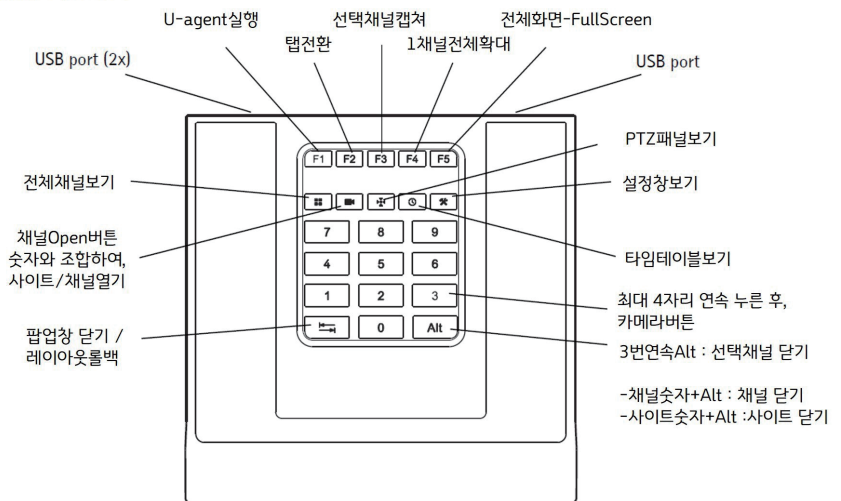 U-agent실행
선택채널캡쳐
전체화면-FullScreen
탭전환
1채널전체확대
USB port (2x)
USB port
F1 F2 F3 F4 F5
PTZ패널보기
전체채널보기
설정창보기
7 8 9
채널Open버튼
숫자와 조합하여,
사이트/채널열기
4 5 6
타임테이블보기
1 2 3
최대 4자리 연속 누른 후,
카메라버튼
팝업창 닫기 /
레이아웃롤백
0 Alt
3번연속Alt : 선택채널 닫기
-채널숫자+Alt : 채널 닫기
-사이트숫자+Alt :사이트 닫기